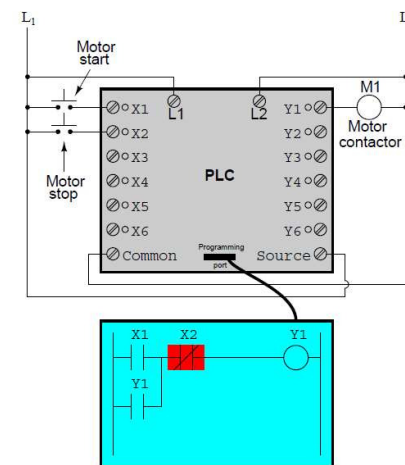 L1
L
Motor
start
M1
X1
L1
L2
Y1
X2
Y2
Motor
contactor
X3
PLC
Y3
Motor
stop
X4
Y4
X5
Y5
X6
Y6
Programming
port
Common
Source
X1
X2
Y1
Y1